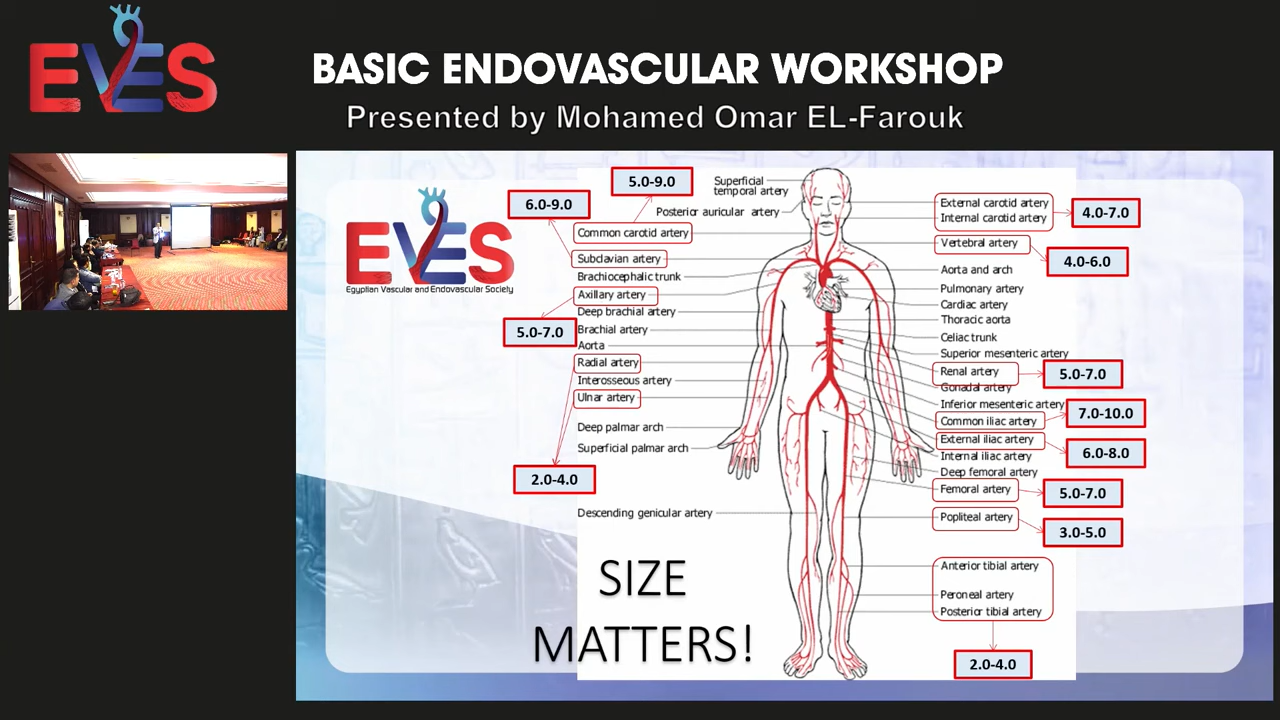 EVES
BASIC ENDOVASCULAR WORKSHOP
Presented by Mohamed Omar EL-Farouk
EVES
Egyptian Vascular and Endovascular Society
5.0-9.0
6.0-9.0
Superficial
temporal artery
Posterior auricular artery
Common carotid artery
Subclavian artery
Brachiocephalic trunk
Axillary artery
Deep brachial artery
5.0-7.0
Brachial artery
Aorta
Radial artery
Interosseous artery
Ulnar artery
Deep palmar arch
Superficial palmar arch
2.0-4.0
Descending genicular artery
SIZE
MATTERS!
External carotid artery
Internal carotid artery
4.0-7.0
Vertebral artery
4.0-6.0
Aorta and arch
Pulmonary artery
Cardiac artery
Thoracic aorta
Celiac trunk
Superior mesenteric artery
Renal artery
5.0-7.0
Gonadal artery
Inferior mesenteric artery
Common iliac artery
7.0-10.0
External iliac artery
6.0-8.0
Internal iliac artery
Deep femoral artery
Femoral artery
5.0-7.0
Popliteal artery
3.0-5.0
Anterior tibial artery
Peroneal artery
Posterior tibial artery
2.0-4.0